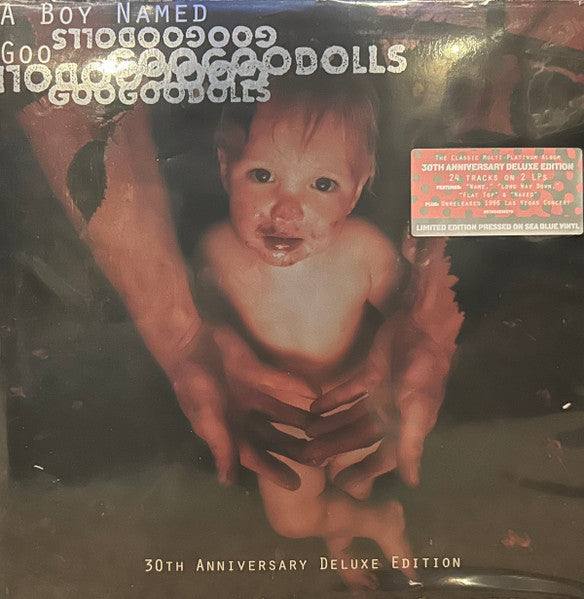 A Boy Named
Goo
GOOGOODOLLS
GOOGOODOLLS
GOOGOODOLLS
The Classic Multi-Platinum Album
30TH ANNIVERSARY DELUXE EDITION
24 TRACKS ON 2 LPs
FEATURING: "NAME," "LONG WAY DOWN,"
"FLAT TOP" & "NAKED"
PLUS: UNRELEASED 1996 LAS VEGAS CONCERT
LIMITED EDITION PRESSED ON SEA BLUE VINYL
30th Anniversary Deluxe Edition